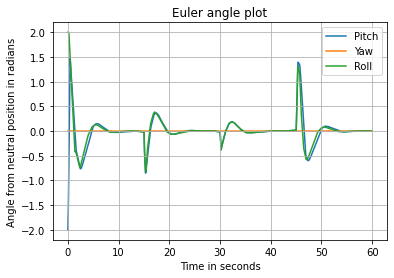 Euler angle plot
Pitch
Yaw
Roll
2.0
1.5
1.0
0.5
0.0
−0.5
−1.0
−1.5
−2.0
Angle from neutral position in radians
0 10 20 30 40 50 60
Time in seconds